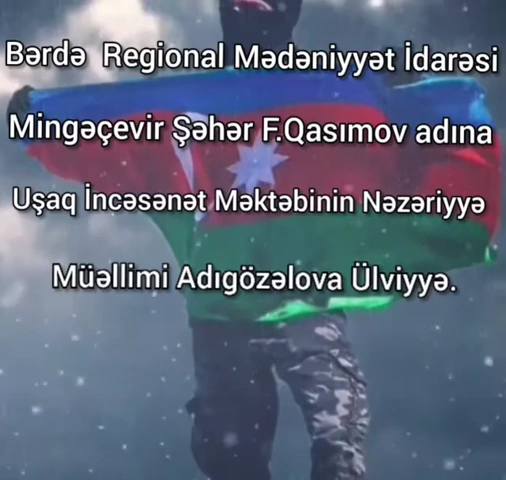 Bərdə Regional Mədəniyyət İdarəsi
Mingəçevir Şəhər F.Qasımov adına
Uşaq İncəsənət Məktəbinin Nəzəriyyə
Müəllimi Adıgözəlova Ülviyyə.